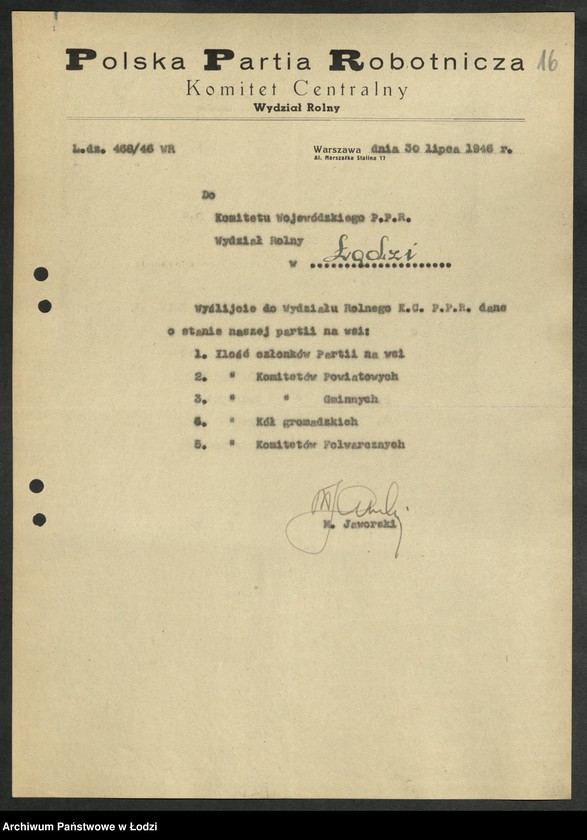 Polska Partia Robotnicza
16
Komitet Centralny
Wydział Rolny
L.dz. 468/46 WR
Warszawa dnia 30 lipca 1946 r.
Al. Marszałka Stalina 17
Do
Komitetu Wojewódzkiego P.P.R.
Wydział Rolny
w Łodzi
Wyślijcie do Wydziału Rolnego K.C. P.P.R. dane
o stanie naszej partii na wsi:
1. Ilość członków Partii na wsi
2. " Komitetów Powiatowych
3. " " Gminnych
4. " Kół gromadzkich
5. " Komitetów Folwarcznych
M. Jaworski
Archiwum Państwowe w Łodzi